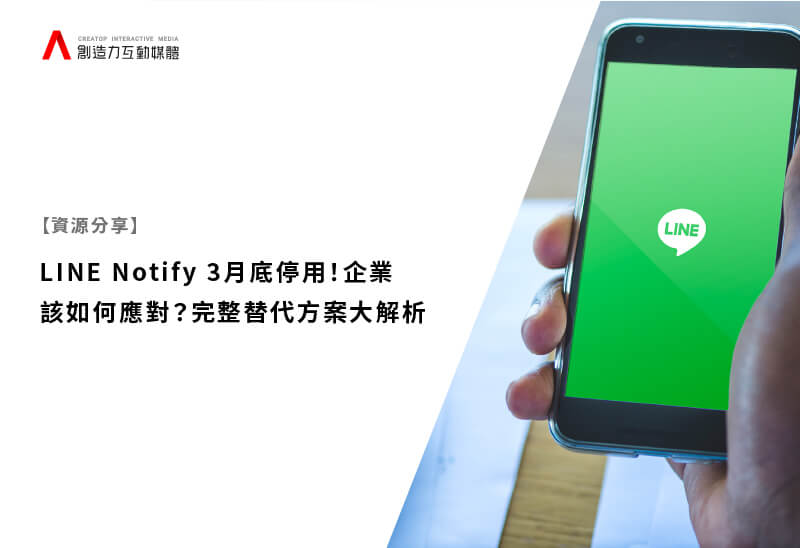 CREATOP INTERACTIVE MEDIA
創造力互動媒體
【資源分享】
LINE Notify 3月底停用！企業
該如何應對？完整替代方案大解析
LINE